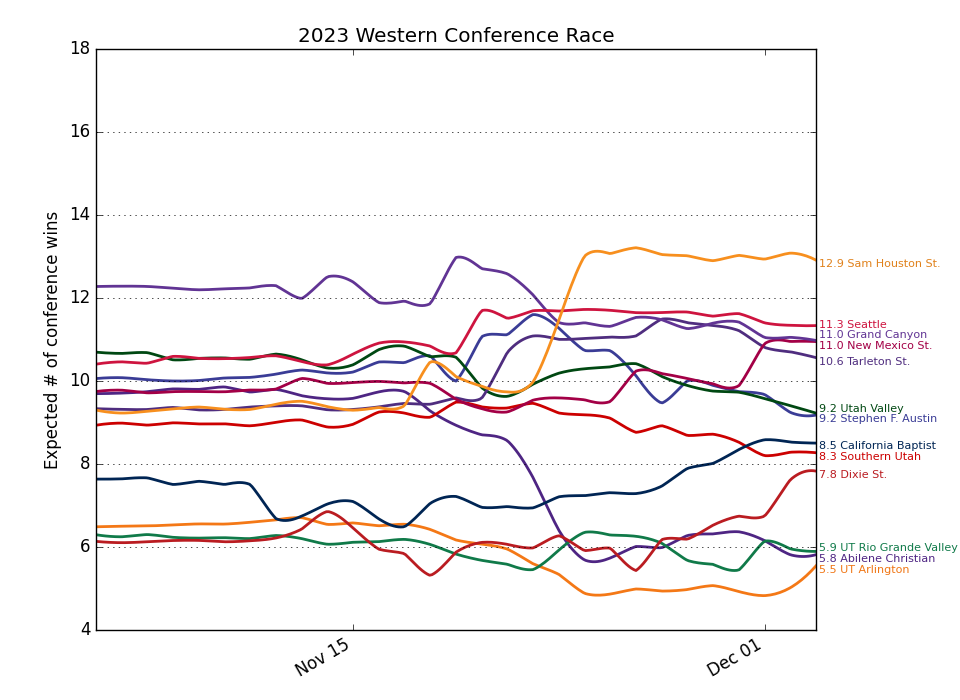 2023 Western Conference Race
Expected # of conference wins
18
16
14
12
10
8
6
4
Nov 15
Dec 01
12.9 Sam Houston St.
11.3 Seattle
11.0 Grand Canyon
11.0 New Mexico St.
10.6 Tarleton St.
9.2 Utah Valley
9.2 Stephen F. Austin
8.5 California Baptist
8.3 Southern Utah
7.8 Dixie St.
5.9 UT Rio Grande Valley
5.8 Abilene Christian
5.5 UT Arlington